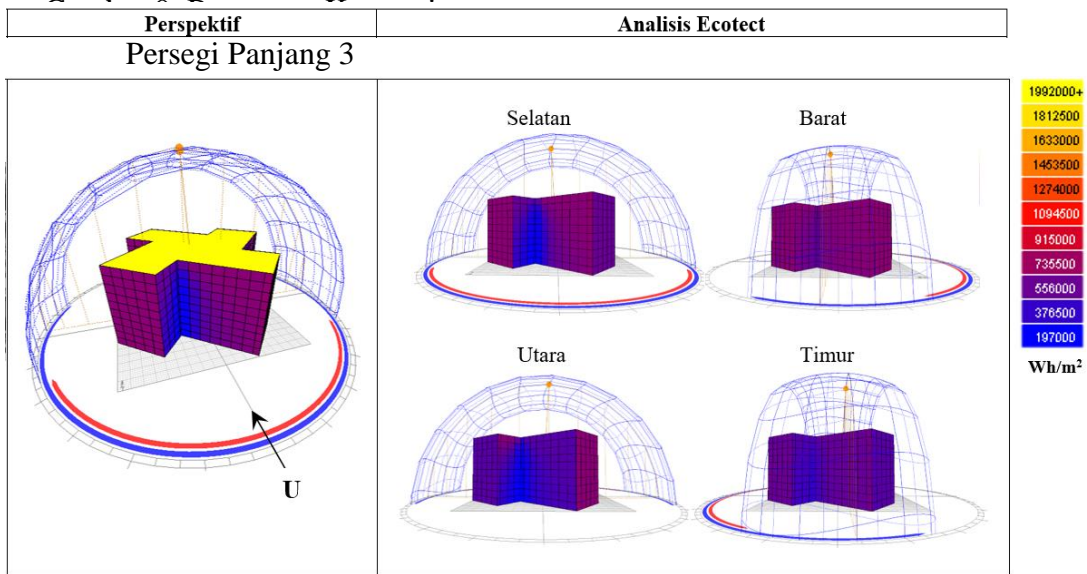 Perspektif
Analisis Ecotect
Persegi Panjang 3
Selatan
Barat
Utara
Timur
U
1992000+
1812500
1633000
1453500
1274000
1094500
915000
735500
556000
376500
197000
Wh/m²